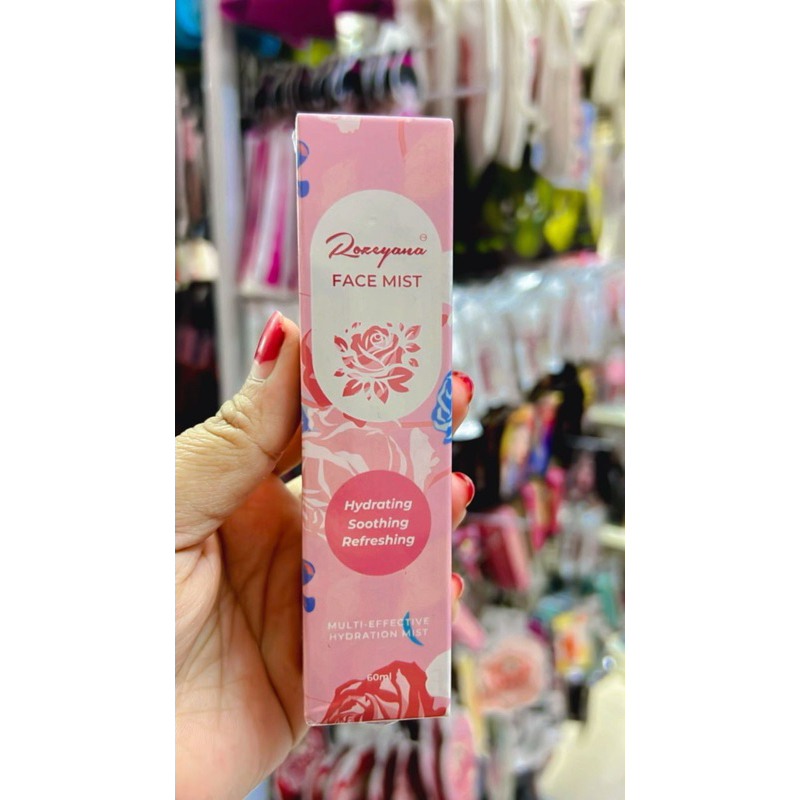 Rozeyana
FACE MIST
Hydrating
Soothing
Refreshing
MULTI-EFFECTIVE
HYDRATION MIST
60ml